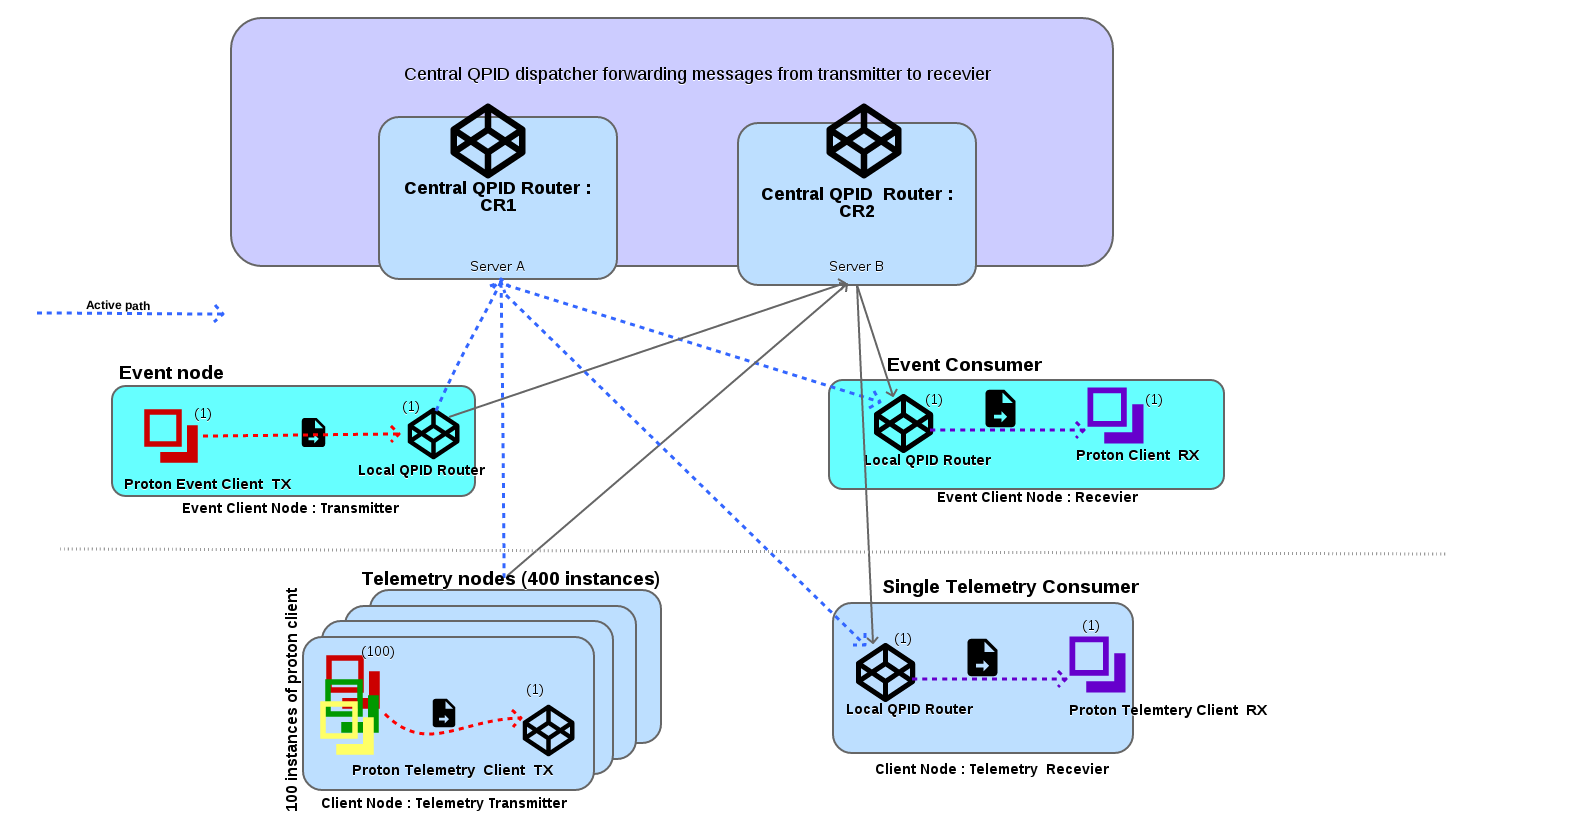 Central QPID dispatcher forwarding messages from transmitter to recevier
Central QPID Router :
CR1
Server A
Central QPID  Router :
CR2
Server B
Active path
Event node
(1)
(1)
Local QPID Router
Proton Event Client  TX
Event Client Node : Transmitter
Event Consumer
(1)
(1)
Local QPID Router
Proton Client  RX
Event Client Node : Recevier
Telemetry nodes (400 instances)
100 instances of proton client
(100)
(1)
Proton Telemetry  Client  TX
Client Node : Telemetry Transmitter
Single Telemetry Consumer
(1)
(1)
Local QPID Router
Proton Telemtery Client  RX
Client Node : Telemetry  Recevier